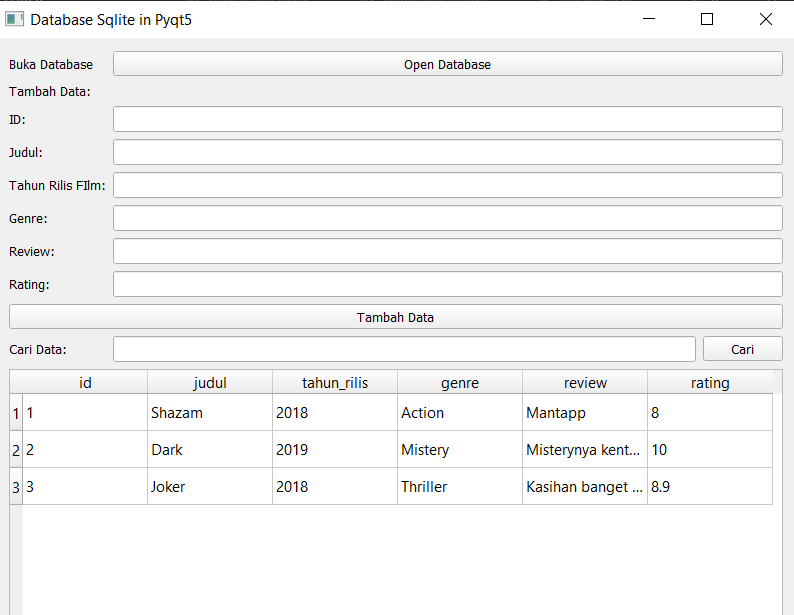 Database Sqlite in Pyqt5
Buka Database Open Database
Tambah Data:
ID:
Judul:
Tahun Rilis FIlm:
Genre:
Review:
Rating:
Tambah Data
Cari Data: Cari
id judul tahun_rilis genre review rating
1 1 Shazam 2018 Action Mantapp 8
2 2 Dark 2019 Mistery Misterynya kent... 10
3 3 Joker 2018 Thriller Kasihan banget ... 8.9